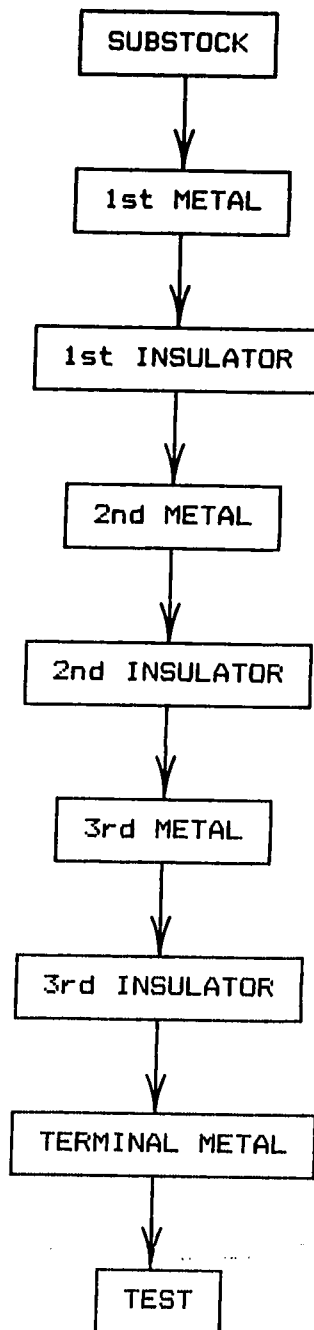 SUBSTOCK
1st METAL
1st INSULATOR
2nd METAL
2nd INSULATOR
3rd METAL
3rd INSULATOR
TERMINAL METAL
TEST